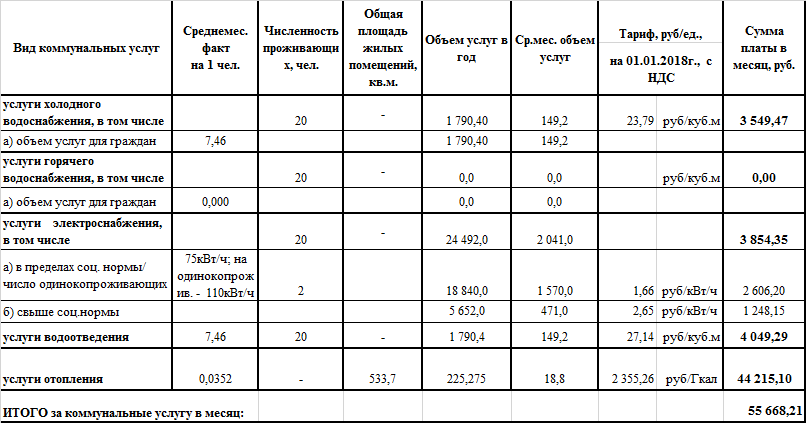 Вид коммунальных услуг
Среднемес. факт на 1 чел.
Численность проживающи х, чел.
Общая площадь жилых помещений, кв.м.
Объем услуг в год
Ср.мес. объем услуг
Тариф, руб/ед.,
на 01.01.2018г., с НДС
Сумма платы в месяц, руб.
услуги холодного
водоснабжения, в том числе 20 - 1 790,40 149,2 23,79 руб/куб.м 3 549,47
а) объем услуг для граждан 7,46 1 790,40 149,2
услуги горячего
водоснабжения, в том числе 20 - 0,0 0,0 руб/куб.м 0,00
а) объем услуг для граждан 0,000 0,0 0,0
услуги электроснабжения,
в том числе 20 - 24 492,0 2 041,0 3 854,35
а) в пределах соц. нормы/
число одинокопроживающих
75кВт/ч; на
одинокопрож
ив. - 110кВт/ч
2 18 840,0 1 570,0 1,66 руб/кВт/ч 2 606,20
б) свыше соц.нормы 5 652,0 471,0 2,65 руб/кВт/ч 1 248,15
услуги водоотведения 7,46 20 - 1 790,4 149,2 27,14 руб/куб.м 4 049,29
услуги отопления 0,0352 - 533,7 225,275 18,8 2 355,26 руб/Гкал 44 215,10
ИТОГО за коммунальные услугу в месяц: 55 668,21